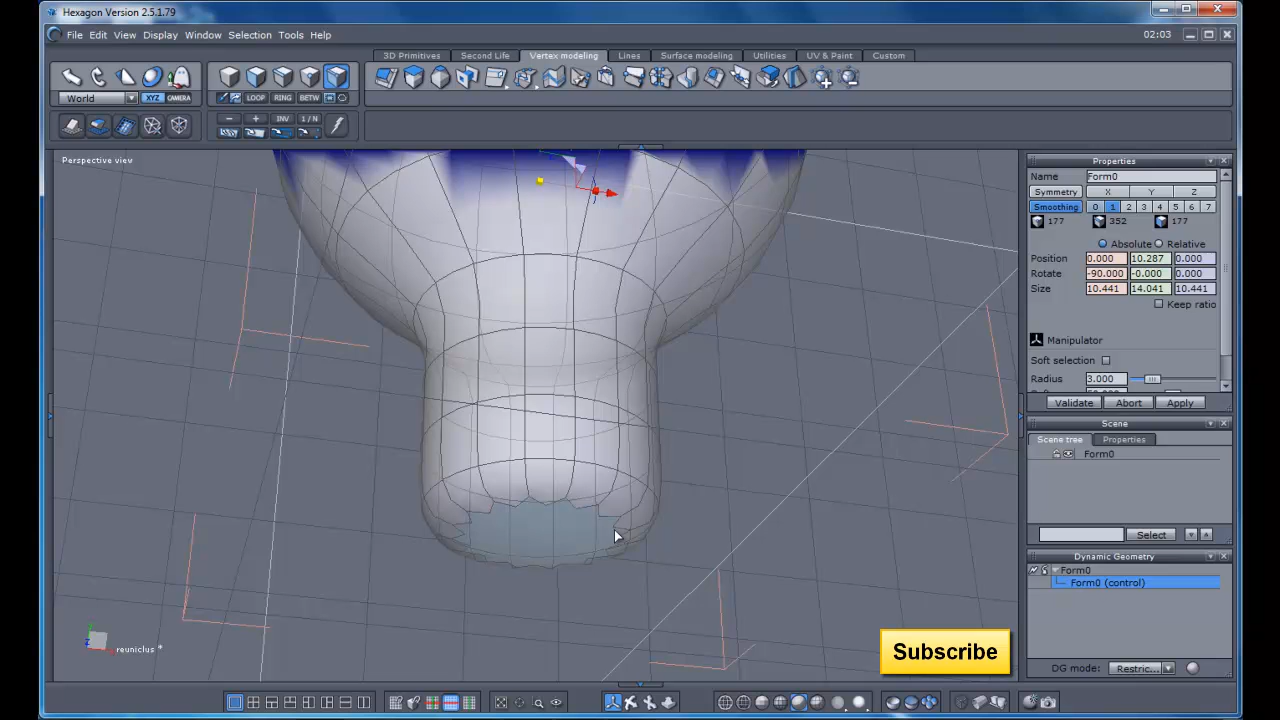 Hexagon Version 2.5.1.79
File Edit View Display Window Selection Tools Help
02:03
3D Primitives Second Life Vertex modeling Lines Surface modeling Utilities UV & Paint Custom
World XYZ CAMERA LOOP RING BETW
- + INV 1 / N
Perspective view
Properties
Name Form0
Symmetry X Y Z
Smoothing 0 1 2 3 4 5 6 7
177 352 177
Absolute Relative
Position 0.000 10.287 0.000
Rotate -90.000 -0.000 0.000
Size 10.441 14.041 10.441
Keep ratio
Manipulator
Soft selection
Radius 3.000
Validate Abort Apply
Scene
Scene tree Properties
Form0
Select
Dynamic Geometry
Form0
Form0 (control)
Subscribe
reuniclus *
DG mode: Restric...